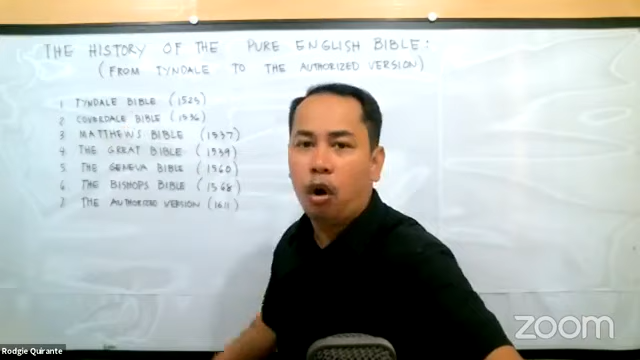 THE HISTORY OF THE PURE ENGLISH BIBLE:
(FROM TYNDALE TO THE AUTHORIZED VERSION)
1 TYNDALE BIBLE (1525)
2 COVERDALE BIBLE (1536)
3 MATTHEW'S BIBLE (1537)
4 THE GREAT BIBLE (1539)
5 THE GENEVA BIBLE (1560)
6 THE BISHOPS BIBLE (1568)
7 THE AUTHORIZED VERSION (1611)
Rodgie Quirante
zoom